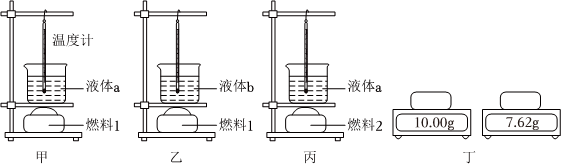 温度计
液体a
燃料1
甲
液体b
燃料1
乙
液体a
燃料2
丙
10.00g
7.62g
丁